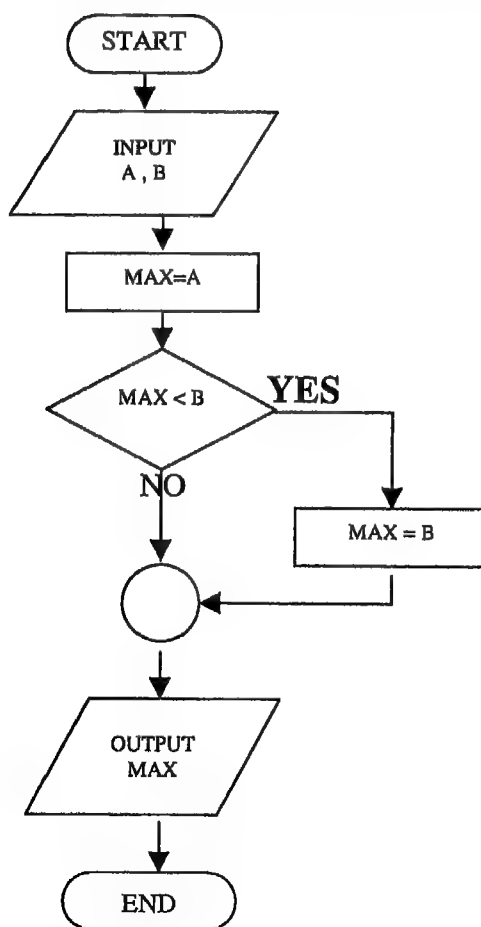 START
INPUT
A , B
MAX=A
MAX < B
YES
NO
MAX = B
OUTPUT
MAX
END